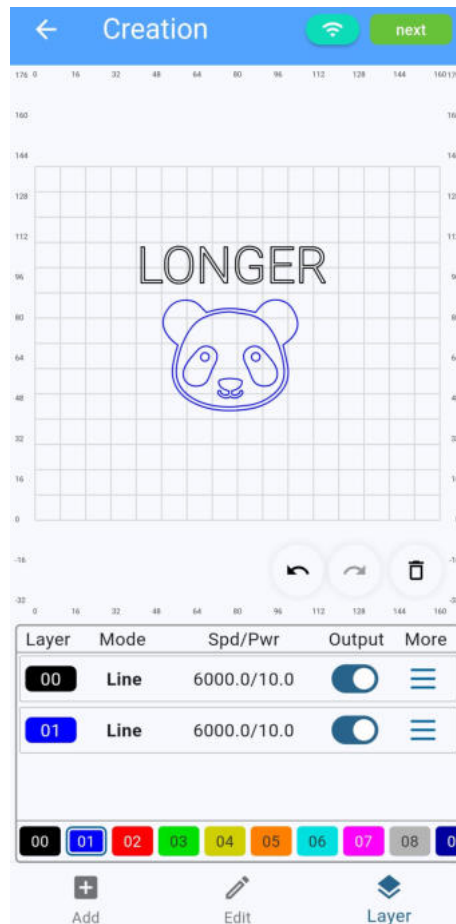 Creation next
176 0 16 32 48 64 80 96 112 128 144 160
160
144
128
112
LONGER
96
80
64
48
32
16
0
-16
-32
0 16 32 48 64 80 96 112 128 144 160
Layer Mode Spd/Pwr Output More
00 Line 6000.0/10.0
01 Line 6000.0/10.0
00 01 02 03 04 05 06 07 08
Add Edit Layer